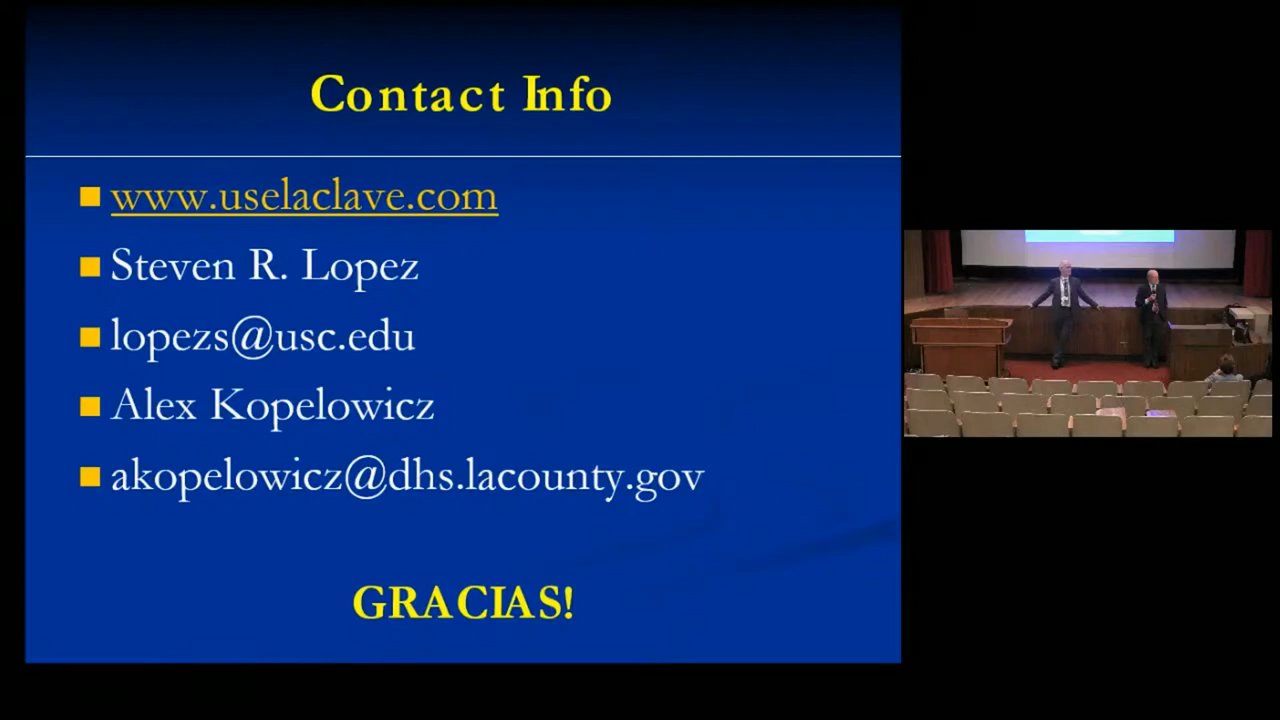 Contact Info
www.uselaclave.com
Steven R. Lopez
lopezs@usc.edu
Alex Kopelowicz
akopelowicz@dhs.lacounty.gov
GRACIAS!